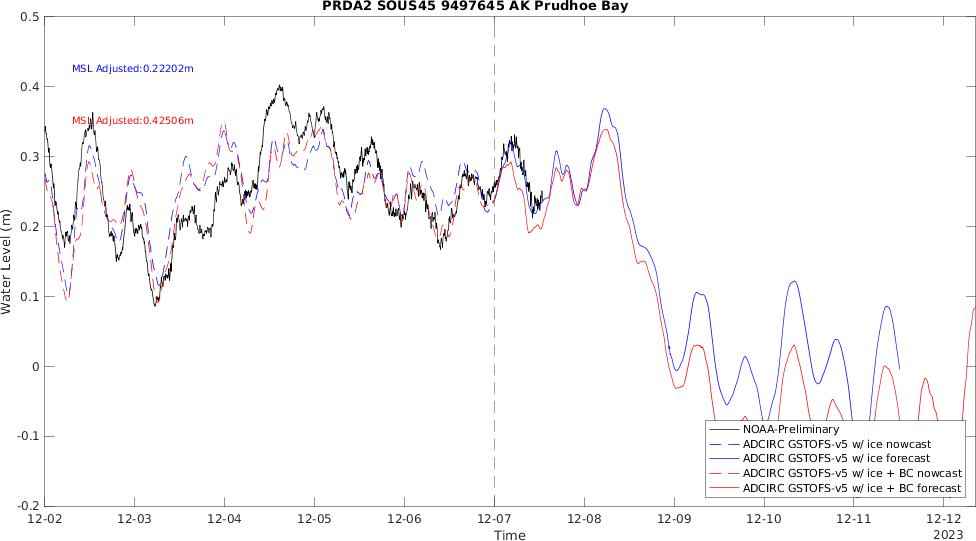 PRDA2 SOUS45 9497645 AK Prudhoe Bay
0.5
0.4
0.3
0.2
0.1
0
-0.1
-0.2
Water Level (m)
MSL Adjusted:0.22202m
MSL Adjusted:0.42506m
NOAA-Preliminary
ADCIRC GSTOFS-v5 w/ ice nowcast
ADCIRC GSTOFS-v5 w/ ice forecast
ADCIRC GSTOFS-v5 w/ ice + BC nowcast
ADCIRC GSTOFS-v5 w/ ice + BC forecast
12-02 12-03 12-04 12-05 12-06 12-07 12-08 12-09 12-10 12-11 12-12
Time
2023